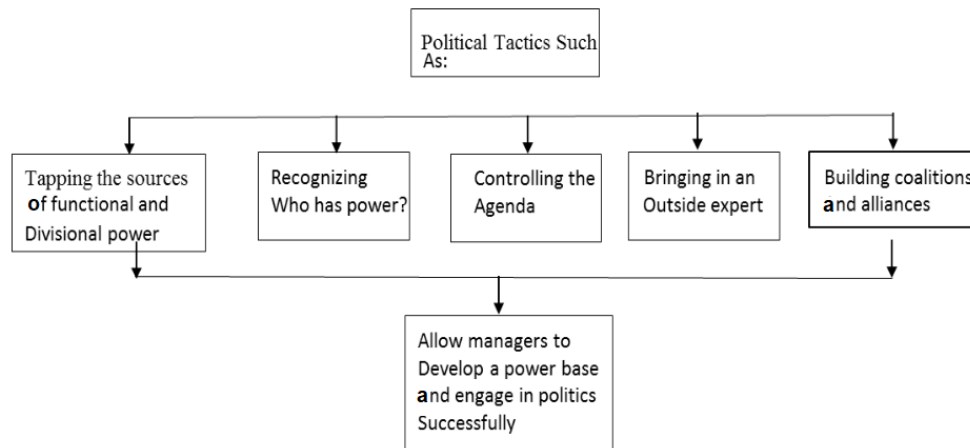 Political Tactics Such
As:
Tapping the sources
of functional and
Divisional power
Recognizing
Who has power?
Controlling the
Agenda
Bringing in an
Outside expert
Building coalitions
and alliances
Allow managers to
Develop a power base
and engage in politics
Successfully